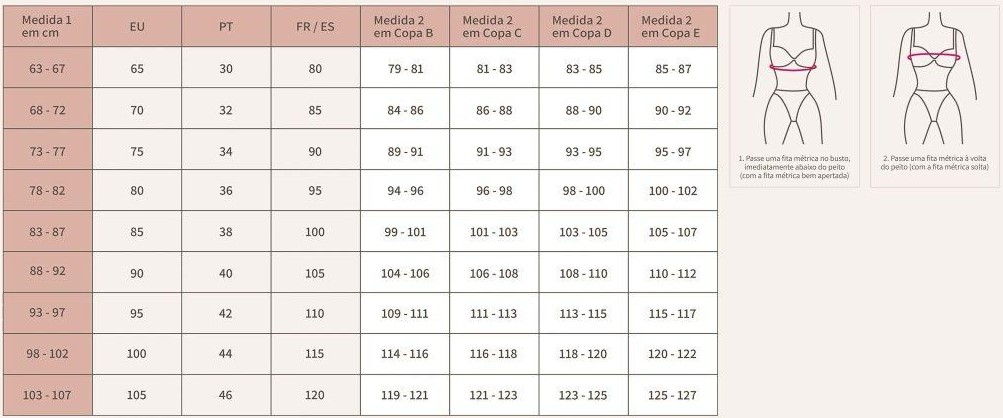 Medida 1 em cm EU PT FR / ES Medida 2 em Copa B Medida 2 em Copa C Medida 2 em Copa D Medida 2 em Copa E
63 - 67 65 30 80 79 - 81 81 - 83 83 - 85 85 - 87
68 - 72 70 32 85 84 - 86 86 - 88 88 - 90 90 - 92
73 - 77 75 34 90 89 - 91 91 - 93 93 - 95 95 - 97
78 - 82 80 36 95 94 - 96 96 - 98 98 - 100 100 - 102
83 - 87 85 38 100 99 - 101 101 - 103 103 - 105 105 - 107
88 - 92 90 40 105 104 - 106 106 - 108 108 - 110 110 - 112
93 - 97 95 42 110 109 - 111 111 - 113 113 - 115 115 - 117
98 - 102 100 44 115 114 - 116 116 - 118 118 - 120 120 - 122
103 - 107 105 46 120 119 - 121 121 - 123 123 - 125 125 - 127
1. Passe uma fita métrica no busto,
imediatamente abaixo do peito
(com a fita métrica bem apertada)
2. Passe uma fita métrica à volta
do peito (com a fita métrica solta)